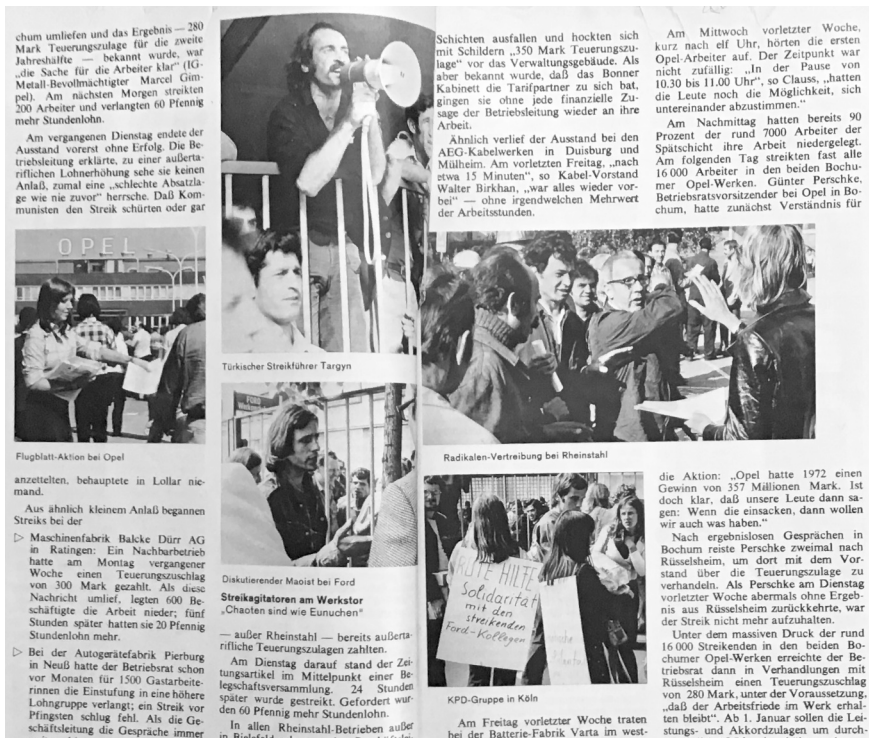 chum umliefen und das Ergebnis — 280
Mark Teuerungszulage für die zweite
Jahreshälfte — bekannt wurde, war
„die Sache für die Arbeiter klar“ (IG-
Metall-Bevollmächtigter Marcel Gim-
pel). Am nächsten Morgen streikten
200 Arbeiter und verlangten 60 Pfennig
mehr Stundenlohn.
Am vergangenen Dienstag endete der
Ausstand vorerst ohne Erfolg. Die Be-
triebsleitung erklärte, zu einer außerta-
riflichen Lohnerhöhung sehe sie keinen
Anlaß, zumal eine „schlechte Absatzla-
ge wie nie zuvor“ herrsche. Daß Kom-
munisten den Streik schürten oder gar
OPEL
Flugblatt-Aktion bei Opel
anzettelten, behauptete in Lollar nie-
mand.
Aus ähnlich kleinem Anlaß begannen
Streiks bei der
▷ Maschinenfabrik Balcke Dürr AG
in Ratingen: Ein Nachbarbetrieb
hatte am Montag vergangener
Woche einen Teuerungszuschlag
von 300 Mark gezahlt. Als diese
Nachricht umlief, legten 600 Be-
schäftigte die Arbeit nieder; fünf
Stunden später hatten sie 20 Pfennig
Stundenlohn mehr.
▷ Bei der Autogerätefabrik Pierburg
in Neuß hatte der Betriebsrat schon
vor Monaten für 1500 Gastarbeite-
rinnen die Einstufung in eine höhere
Lohngruppe verlangt; ein Streik vor
Pfingsten schlug fehl. Als die Ge-
schäftsleitung die Gespräche immer
Türkischer Streikführer Targyn
Diskutierender Maoist bei Ford
Streikagitatoren am Werkstor
„Chaoten sind wie Eunuchen“
— außer Rheinstahl — bereits außerta-
rifliche Teuerungszulagen zahlten.
Am Dienstag darauf stand der Zei-
tungsartikel im Mittelpunkt einer Be-
legschaftsversammlung. 24 Stunden
später wurde gestreikt. Gefordert wur-
den 60 Pfennig mehr Stundenlohn.
In allen Rheinstahl-Betrieben außer
in Bielefeld
Schichten ausfallen und hockten sich
mit Schildern „350 Mark Teuerungszu-
lage“ vor das Verwaltungsgebäude. Als
aber bekannt wurde, daß das Bonner
Kabinett die Tarifpartner zu sich bat,
gingen sie ohne jede finanzielle Zu-
sage der Betriebsleitung wieder an ihre
Arbeit.
Ähnlich verlief der Ausstand bei den
AEG-Kabelwerken in Duisburg und
Mülheim. Am vorletzten Freitag, „nach
etwa 15 Minuten“, so Kabel-Vorstand
Walter Birkhan, „war alles wieder vor-
bei“ — ohne irgendwelchen Mehrwert
der Arbeitsstunden.
Radikalen-Vertreibung bei Rheinstahl
ROTE HILFE
Solidarität
mit den
streikenden
Ford-Kollegen
KPD-Gruppe in Köln
Am Freitag vorletzter Woche traten
bei der Batterie-Fabrik Varta im west-
Am Mittwoch vorletzter Woche,
kurz nach elf Uhr, hörten die ersten
Opel-Arbeiter auf. Der Zeitpunkt war
nicht zufällig: „In der Pause von
10.30 bis 11.00 Uhr“, so Clauss, „hatten
die Leute noch die Möglichkeit, sich
untereinander abzustimmen.“
Am Nachmittag hatten bereits 90
Prozent der rund 7000 Arbeiter der
Spätschicht ihre Arbeit niedergelegt.
Am folgenden Tag streikten fast alle
16 000 Arbeiter in den beiden Bochu-
mer Opel-Werken. Günter Perschke,
Betriebsratsvorsitzender bei Opel in Bo-
chum, hatte zunächst Verständnis für
die Aktion: „Opel hatte 1972 einen
Gewinn von 357 Millionen Mark. Ist
doch klar, daß unsere Leute dann sa-
gen: Wenn die einsacken, dann wollen
wir auch was haben.“
Nach ergebnislosen Gesprächen in
Bochum reiste Perschke zweimal nach
Rüsselsheim, um dort mit dem Vor-
stand über die Teuerungszulage zu
verhandeln. Als Perschke am Dienstag
vorletzter Woche abermals ohne Ergeb-
nis aus Rüsselsheim zurückkehrte, war
der Streik nicht mehr aufzuhalten.
Unter dem massiven Druck der rund
16 000 Streikenden in den beiden Bo-
chumer Opel-Werken erreichte der Be-
triebsrat dann in Verhandlungen mit
Rüsselsheim einen Teuerungszuschlag
von 280 Mark, unter der Voraussetzung,
„daß der Arbeitsfriede im Werk erhal-
ten bleibt“. Ab 1. Januar sollen die Lei-
stungs- und Akkordzulagen um durch-